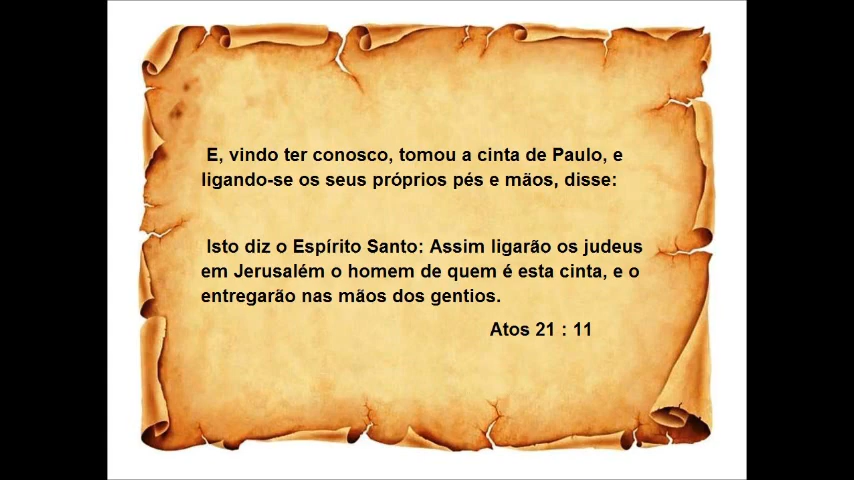 E, vindo ter conosco, tomou a cinta de Paulo, e
ligando-se os seus próprios pés e mãos, disse:
Isto diz o Espírito Santo: Assim ligarão os judeus
em Jerusalém o homem de quem é esta cinta, e o
entregarão nas mãos dos gentios.
Atos 21 : 11